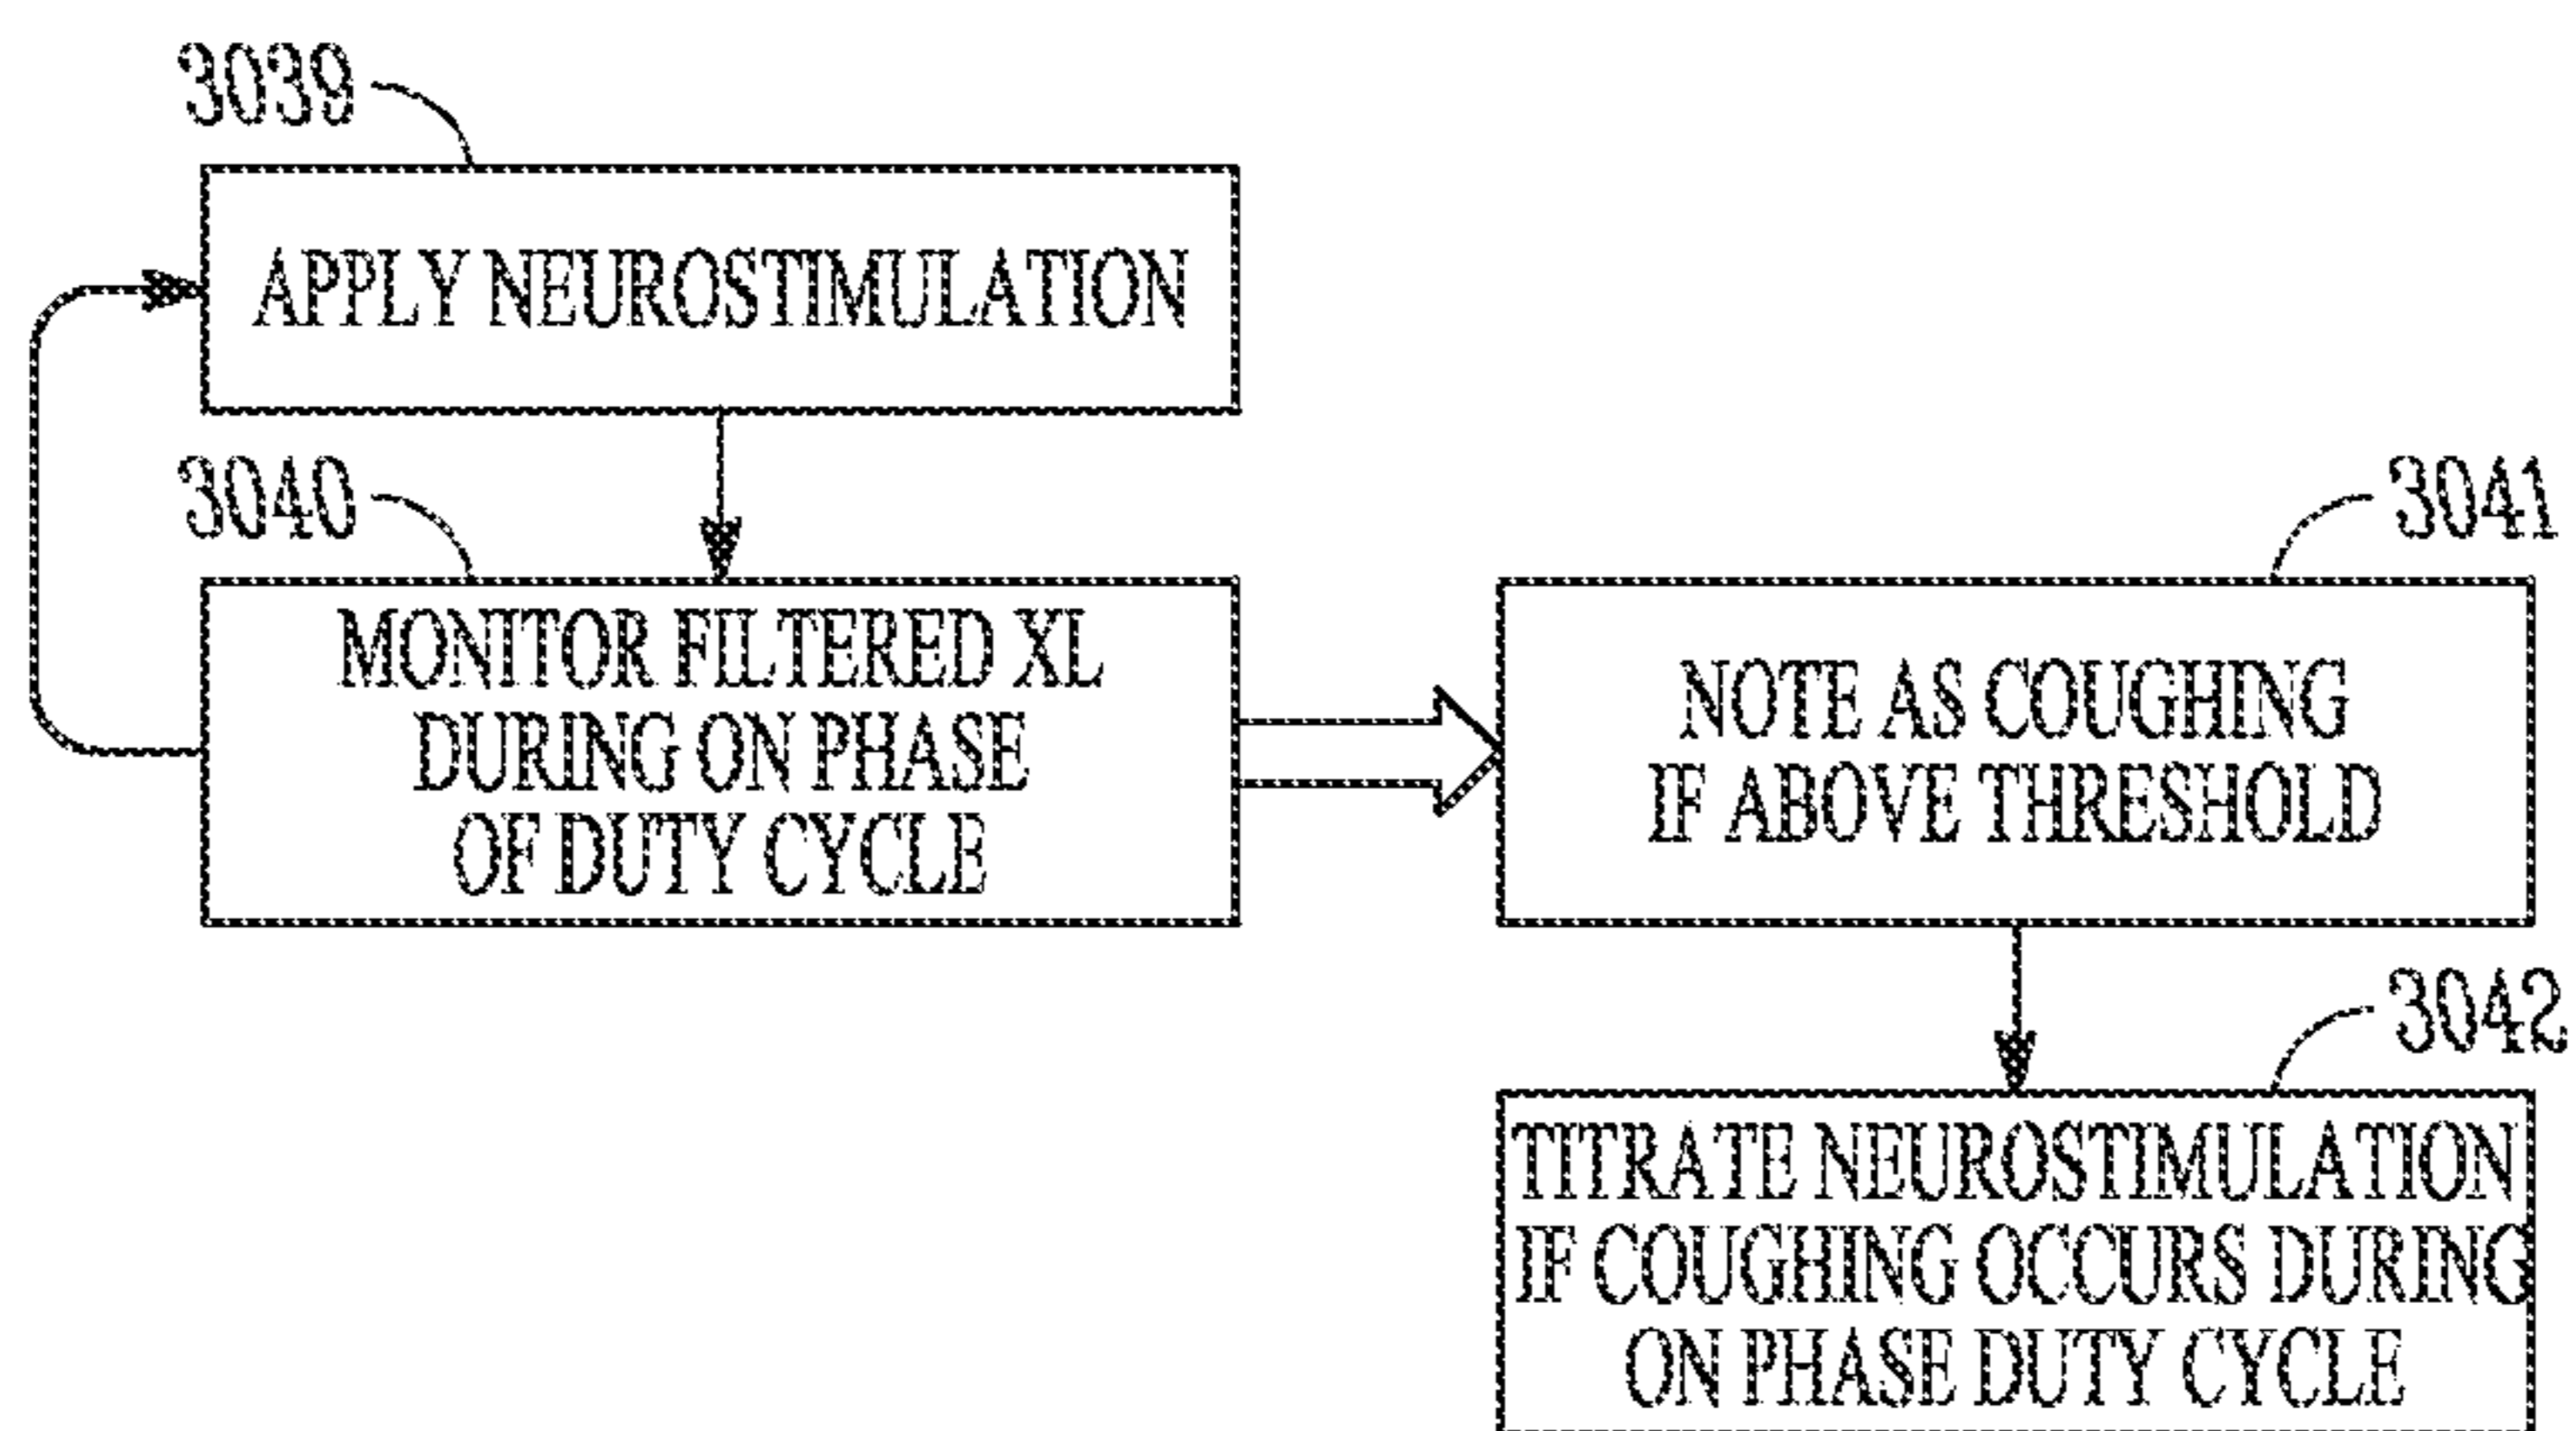 3039
APPLY NEUROSTIMULATION
3040
MONITOR FILTERED XL
DURING ON PHASE
OF DUTY CYCLE
3041
NOTE AS COUGHING
IF ABOVE THRESHOLD
3042
TITRATE NEUROSTIMULATION
IF COUGHING OCCURS DURING
ON PHASE DUTY CYCLE